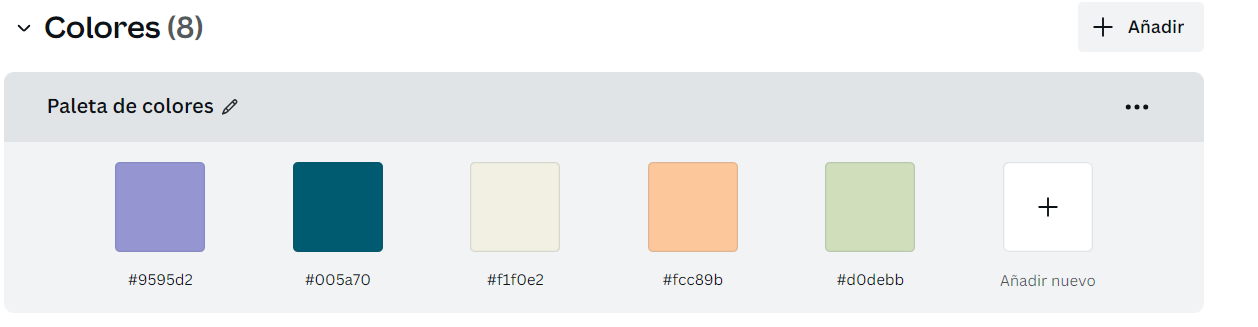 Colores (8)
Añadir
Paleta de colores
#9595d2
#005a70
#f1f0e2
#fcc89b
#d0debb
Añadir nuevo